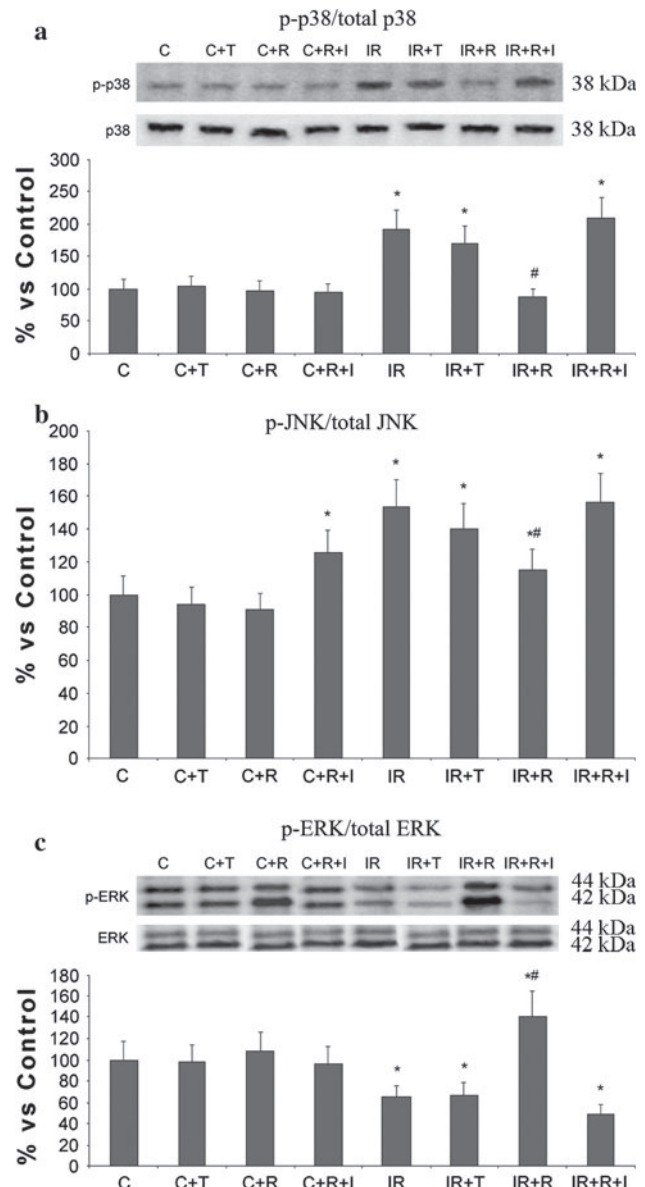 p-p38/total p38
a
C C+T C+R C+R+I IR IR+T IR+R IR+R+I
p-p38 38 kDa
p38 38 kDa
% vs Control
300
250
200
150
100
50
0
* * # *
C C+T C+R C+R+I IR IR+T IR+R IR+R+I
b
p-JNK/total JNK
% vs Control
200
180
160
140
120
100
80
60
40
20
0
* * * *# *
C C+T C+R C+R+I IR IR+T IR+R IR+R+I
p-ERK/total ERK
c
C C+T C+R C+R+I IR IR+T IR+R IR+R+I
p-ERK 44 kDa
42 kDa
ERK 44 kDa
42 kDa
% vs Control
180
160
140
120
100
80
60
40
20
0
* * *# *
C C+T C+R C+R+I IR IR+T IR+R IR+R+I